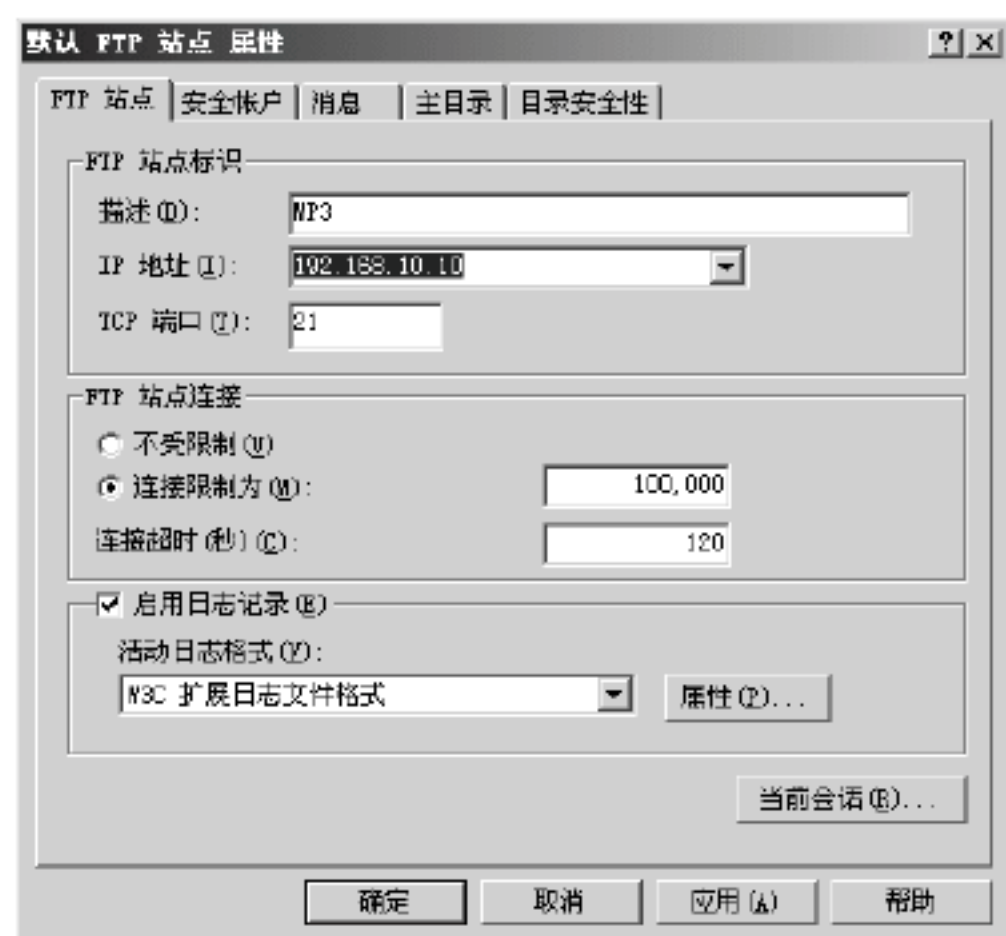 默认 FTP 站点 属性
FTP 站点 安全帐户 消息 主目录 目录安全性
FTP 站点标识
描述(D): MP3
IP 地址(I): 192.168.10.10
TCP 端口(T): 21
FTP 站点连接
不受限制(U)
连接限制为(M): 100,000
连接超时(秒)(C): 120
启用日志记录(E)
活动日志格式(V):
W3C 扩展日志文件格式 属性(P)...
当前会话(R)...
确定 取消 应用(A) 帮助